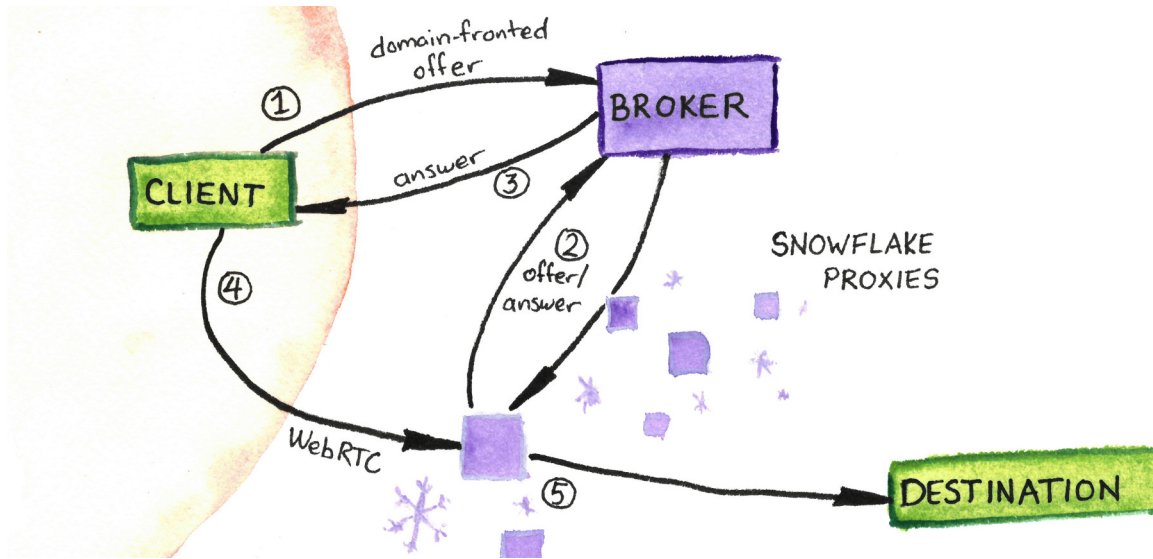 domain-fronted
offer
①
BROKER
answer
③
CLIENT
②
offer/
answer
SNOWFLAKE
PROXIES
④
WebRTC
⑤
DESTINATION